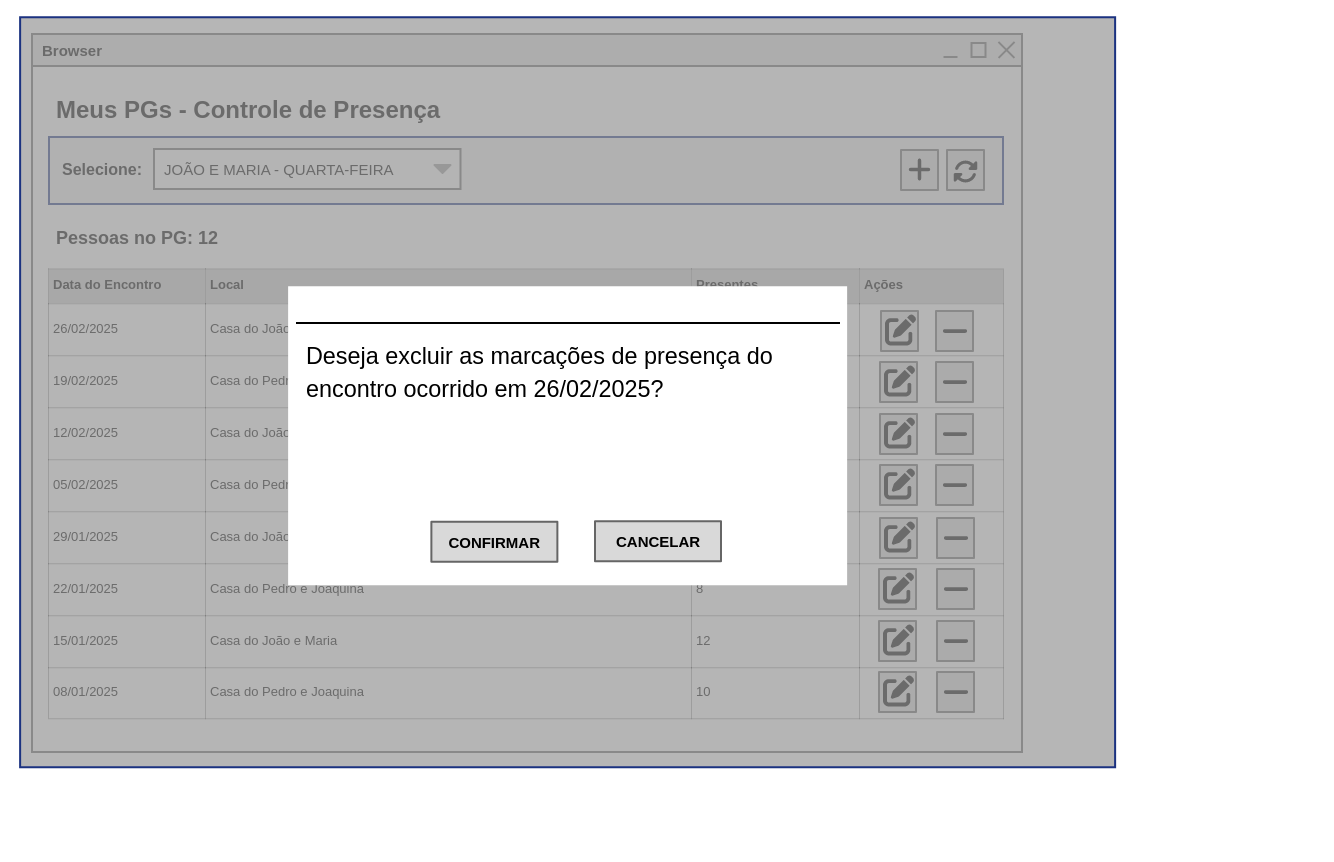 Browser
Meus PGs - Controle de Presença
Selecione: JOÃO E MARIA - QUARTA-FEIRA
Pessoas no PG: 12
Data do Encontro Local Presentes Ações
26/02/2025 Casa do João
19/02/2025 Casa do Pedr
12/02/2025 Casa do João
05/02/2025 Casa do Pedr
29/01/2025 Casa do João
22/01/2025 Casa do Pedro e Joaquina 8
15/01/2025 Casa do João e Maria 12
08/01/2025 Casa do Pedro e Joaquina 10
Deseja excluir as marcações de presença do
encontro ocorrido em 26/02/2025?
CONFIRMAR CANCELAR